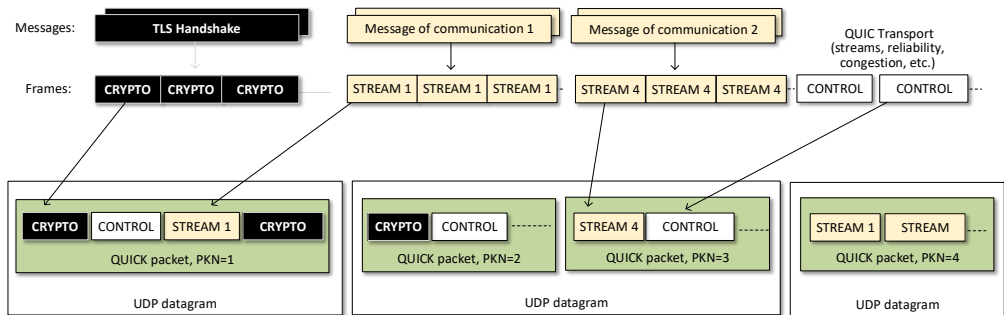 Messages:
TLS Handshake
Message of communication 1
Message of communication 2
QUIC Transport
(streams, reliability,
congestion, etc.)
Frames:
CRYPTO CRYPTO CRYPTO
STREAM 1 STREAM 1 STREAM 1
STREAM 4 STREAM 4 STREAM 4
CONTROL CONTROL
CRYPTO CONTROL STREAM 1 CRYPTO
QUICK packet, PKN=1
UDP datagram
CRYPTO CONTROL
QUICK packet, PKN=2
STREAM 4 CONTROL
QUICK packet, PKN=3
UDP datagram
STREAM 1 STREAM
QUICK packet, PKN=4
UDP datagram